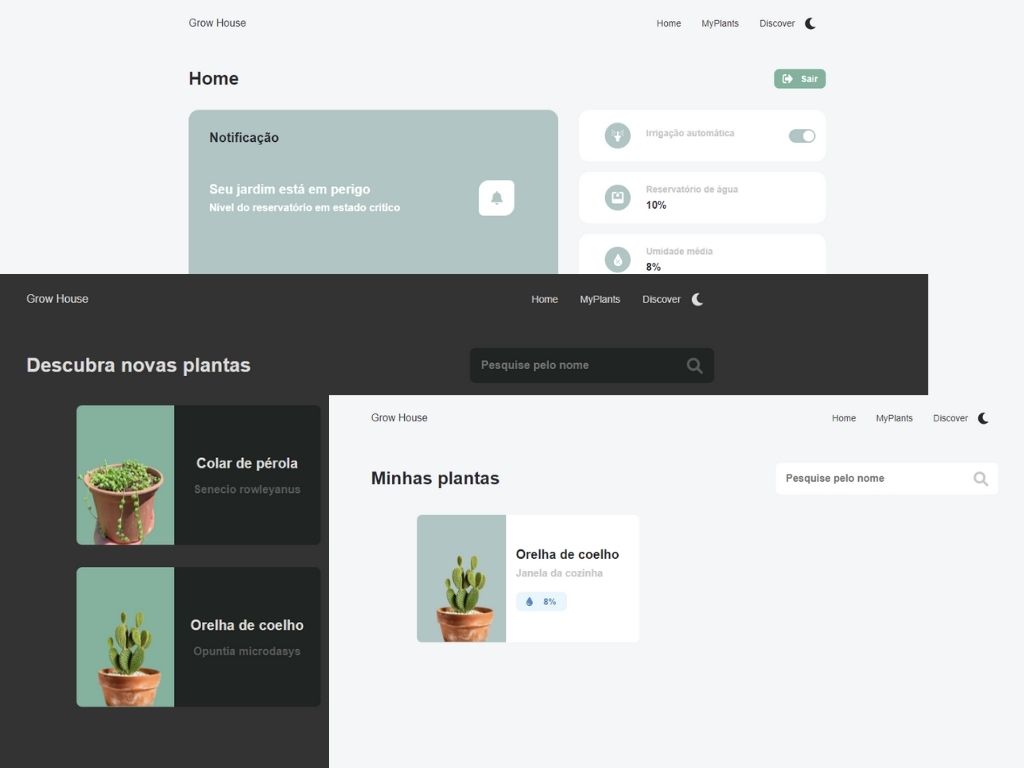 Grow House
Home MyPlants Discover
Home
Sair
Notificação
Seu jardim está em perigo
Nível do reservatório em estado crítico
Irrigação automática
Reservatório de água
10%
Umidade média
8%
Grow House
Home MyPlants Discover
Descubra novas plantas
Pesquise pelo nome
Colar de pérola
Senecio rowleyanus
Orelha de coelho
Opuntia microdasys
Grow House
Home MyPlants Discover
Minhas plantas
Pesquise pelo nome
Orelha de coelho
Janela da cozinha
8%